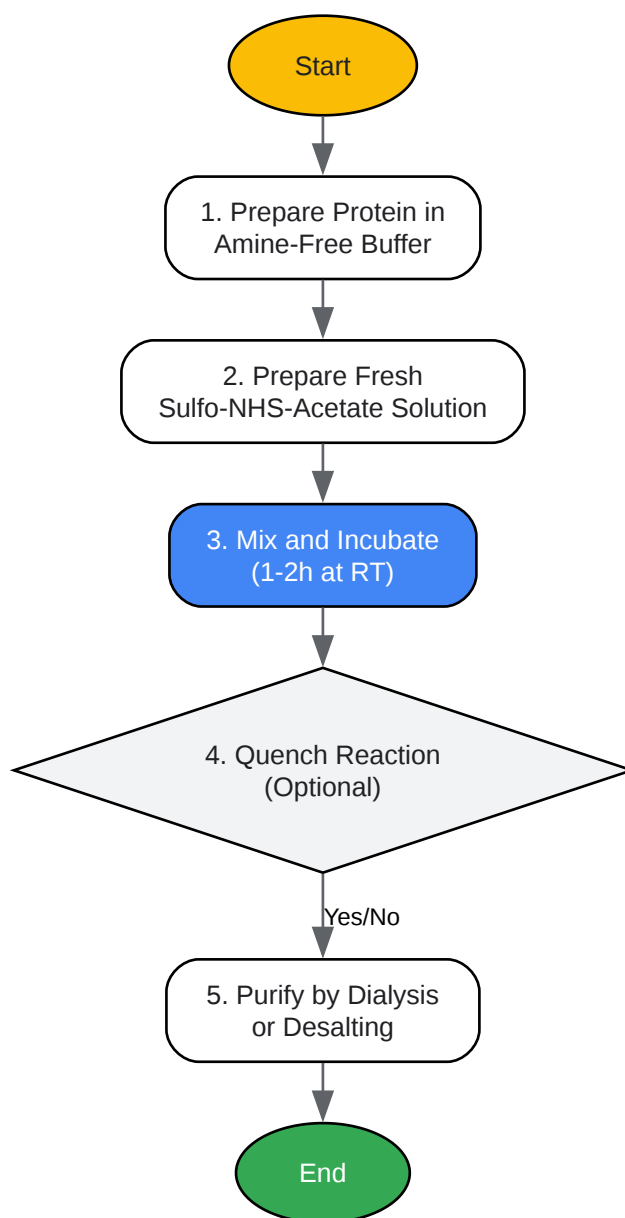 Start
1. Prepare Protein in
Amine-Free Buffer
2. Prepare Fresh
Sulfo-NHS-Acetate Solution
3. Mix and Incubate
(1-2h at RT)
4. Quench Reaction
(Optional)
Yes/No
5. Purify by Dialysis
or Desalting
End